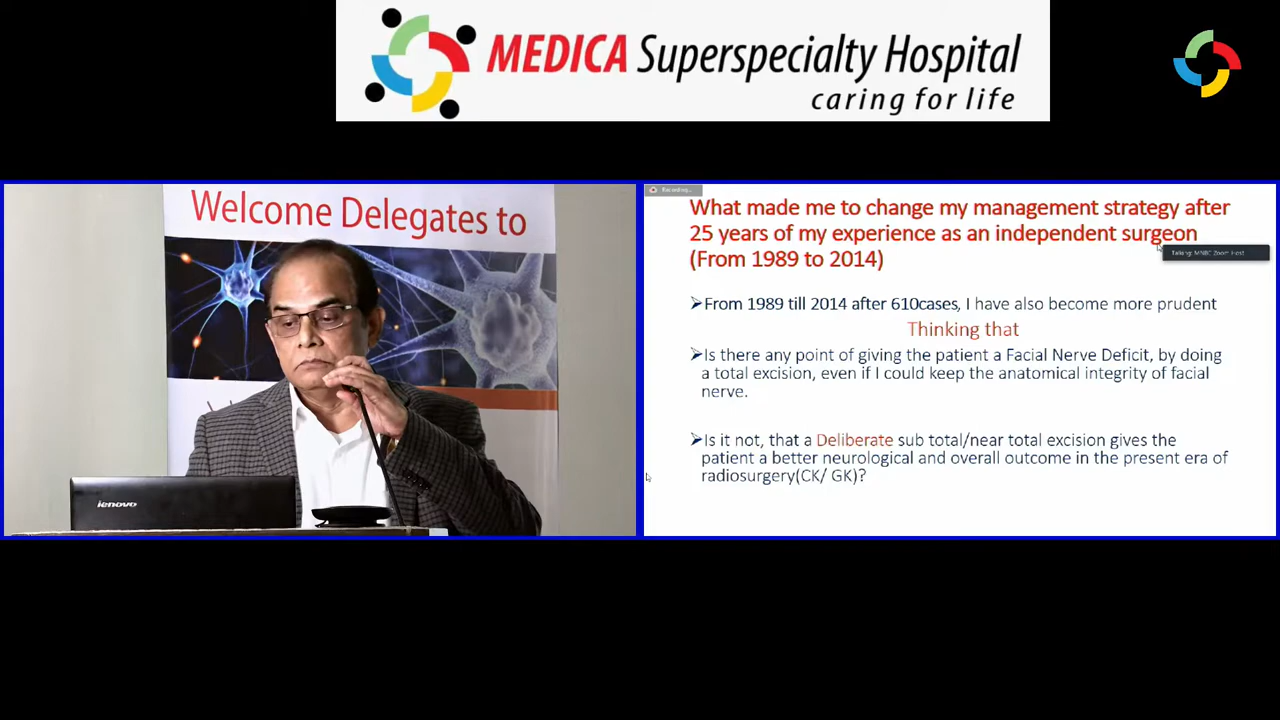 MEDICA Superspecialty Hospital
caring for life
Welcome Delegates to
lenovo
Recording...
What made me to change my management strategy after
25 years of my experience as an independent surgeon
(From 1989 to 2014)
Talking: MNBC Zoom Host
➤From 1989 till 2014 after 610cases, I have also become more prudent
Thinking that
➤Is there any point of giving the patient a Facial Nerve Deficit, by doing
a total excision, even if I could keep the anatomical integrity of facial
nerve.
➤Is it not, that a Deliberate sub total/near total excision gives the
patient a better neurological and overall outcome in the present era of
radiosurgery(CK/ GK)?